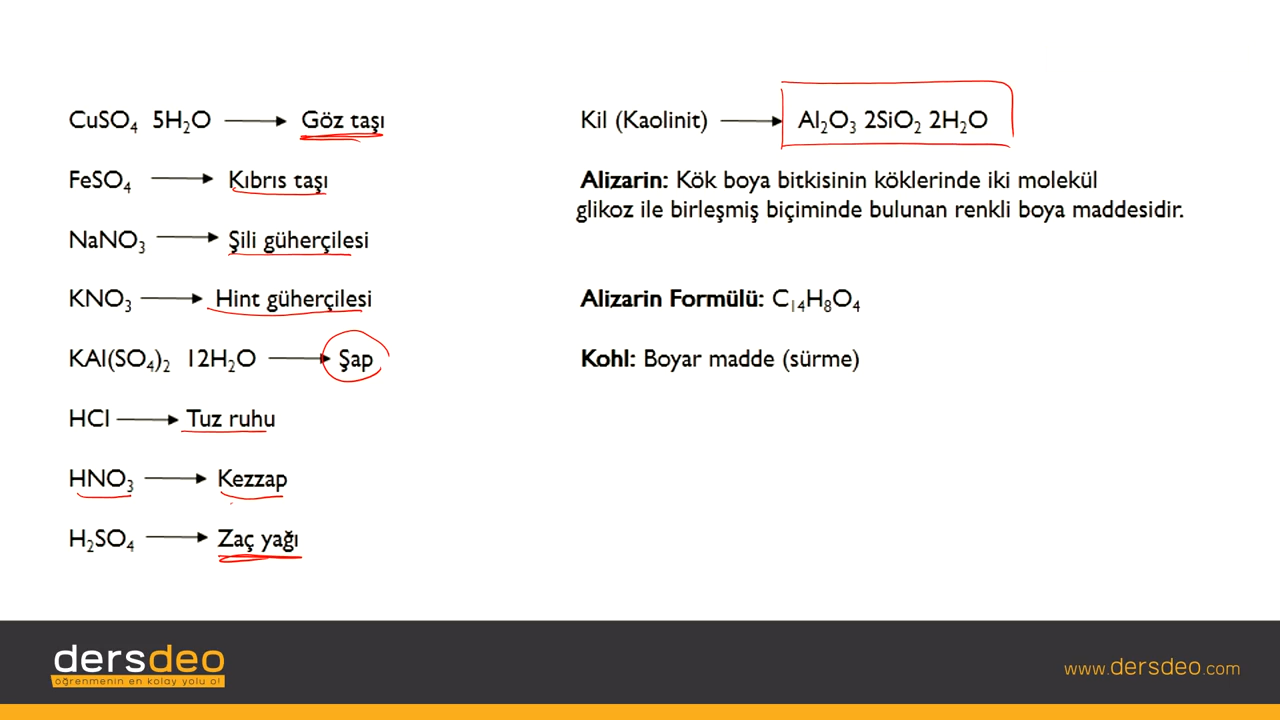 CuSO₄ 5H₂O → Göz taşı
FeSO₄ → Kıbrıs taşı
NaNO₃ → Şili güherçilesi
KNO₃ → Hint güherçilesi
KAl(SO₄)₂ 12H₂O → Şap
HCl → Tuz ruhu
HNO₃ → Kezzap
H₂SO₄ → Zaç yağı
Kil (Kaolinit) → Al₂O₃ 2SiO₂ 2H₂O
Alizarin: Kök boya bitkisinin köklerinde iki molekül
glikoz ile birleşmiş biçiminde bulunan renkli boya maddesidir.
Alizarin Formülü: C₁₄H₈O₄
Kohl: Boyar madde (sürme)
dersdeo
öğrenmenin en kolay yolu o!
www.dersdeo.com